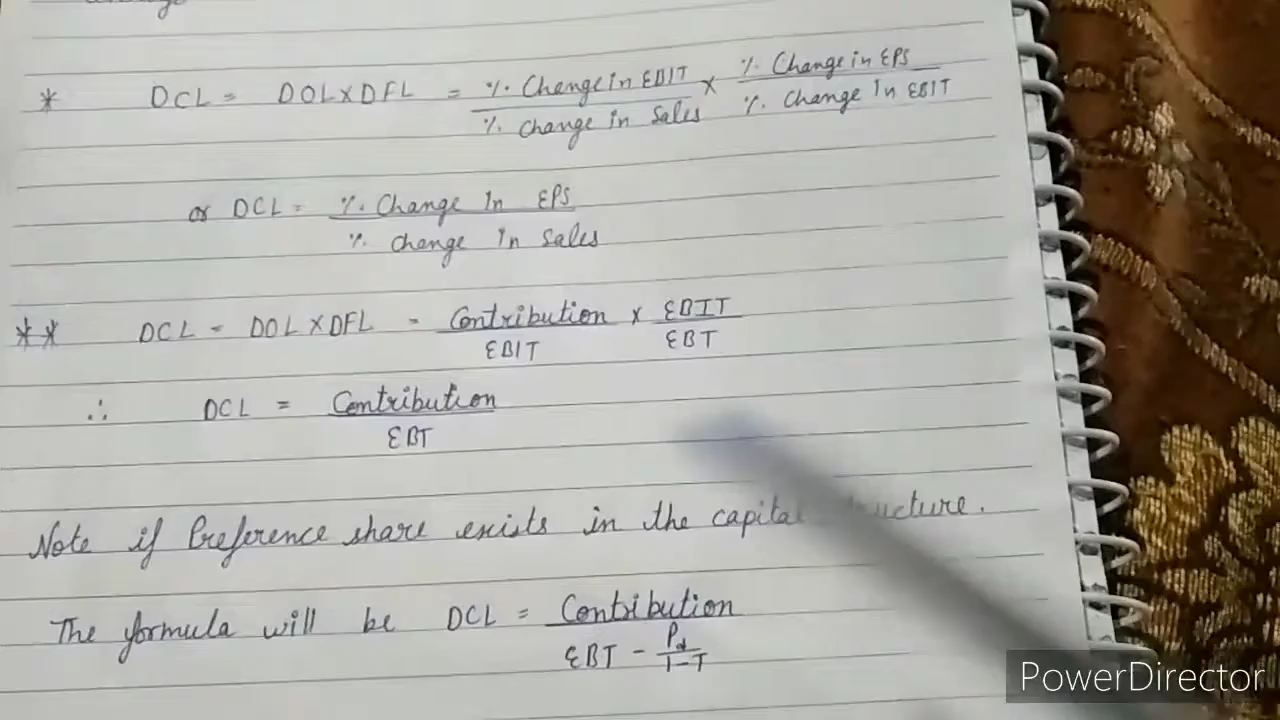 * DCL = DOL X DFL = % Change in EBIT / % Change in Sales X % Change in EPS / % Change In EBIT
or DCL = % Change In EPS / % Change In Sales
** DCL = DOL X DFL = Contribution / EBIT X EBIT / EBT
∴ DCL = Contribution / EBT
Note if Preference share exists in the capital
The formula will be DCL = Contribution / EBT - Pd / 1-T
PowerDirector